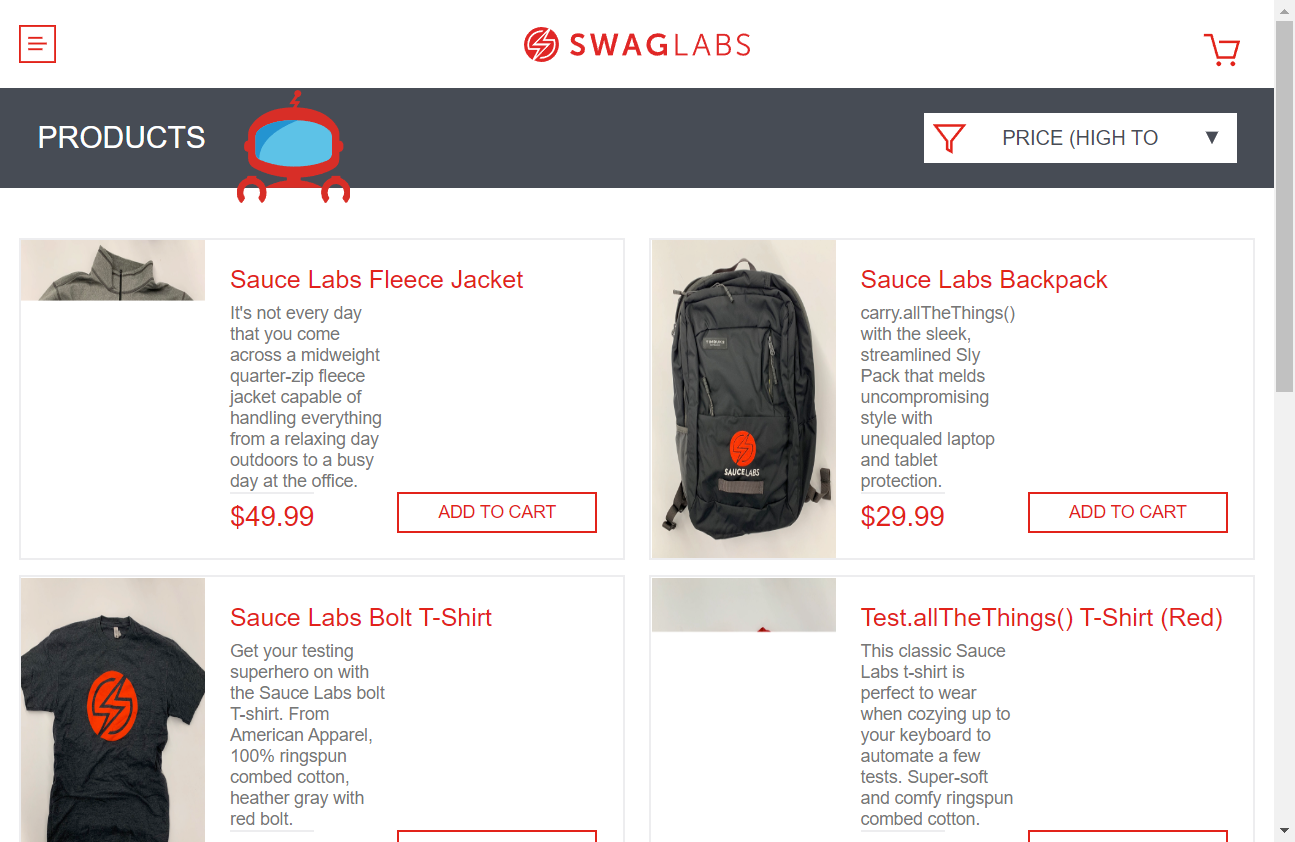 SWAGLABS
PRODUCTS
PRICE (HIGH TO
Sauce Labs Fleece Jacket
It's not every day
that you come
across a midweight
quarter-zip fleece
jacket capable of
handling everything
from a relaxing day
outdoors to a busy
day at the office.
$49.99
ADD TO CART
Sauce Labs Backpack
carry.allTheThings()
with the sleek,
streamlined Sly
Pack that melds
uncompromising
style with
unequaled laptop
and tablet
protection.
$29.99
ADD TO CART
SAUCELABS
Sauce Labs Bolt T-Shirt
Get your testing
superhero on with
the Sauce Labs bolt
T-shirt. From
American Apparel,
100% ringspun
combed cotton,
heather gray with
red bolt.
Test.allTheThings() T-Shirt (Red)
This classic Sauce
Labs t-shirt is
perfect to wear
when cozying up to
your keyboard to
automate a few
tests. Super-soft
and comfy ringspun
combed cotton.